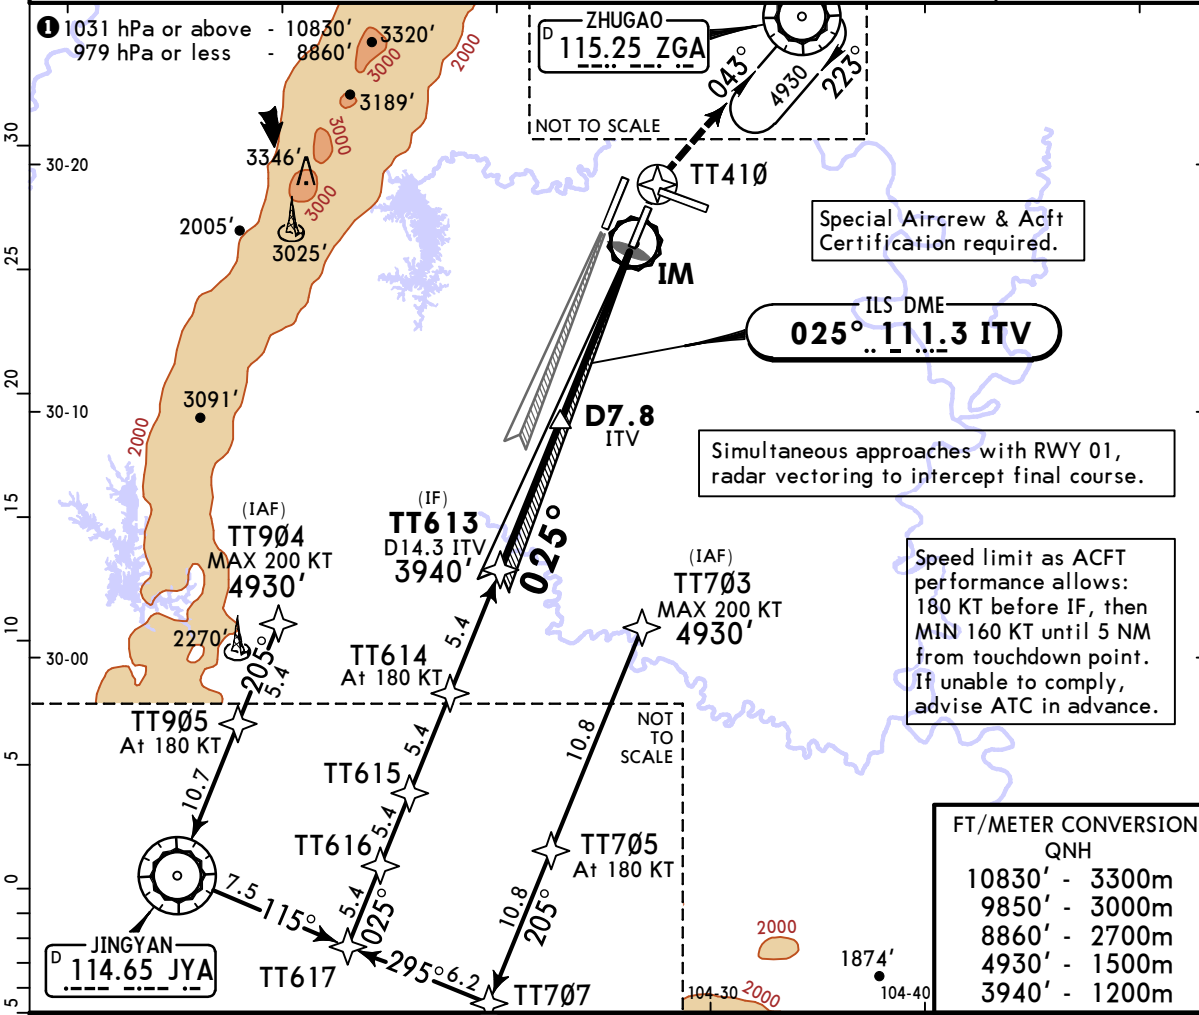 ❶ 1031 hPa or above - 10830'
979 hPa or less - 8860'
3320'
3000
2000
3189'
3000
3346'
3000
2005'
3025'
ZHUGAO
D 115.25 ZGA
043°
4930
223°
NOT TO SCALE
TT41Ø
IM
Special Aircrew & Acft
Certification required.
ILS DME
025° 111.3 ITV
30
30-20
25
20
30-10
15
10
30-00
5
0
5
3091'
2000
D7.8
ITV
Simultaneous approaches with RWY 01,
radar vectoring to intercept final course.
(IAF)
TT9Ø4
MAX 200 KT
4930'
(IF)
TT613
D14.3 ITV
3940'
025°
(IAF)
TT7Ø3
MAX 200 KT
4930'
Speed limit as ACFT
performance allows:
180 KT before IF, then
MIN 160 KT until 5 NM
from touchdown point.
If unable to comply,
advise ATC in advance.
2270'
205°
5.4
5.4
TT614
At 180 KT
TT9Ø5
At 180 KT
NOT
TO
SCALE
10.7
5.4
10.8
TT615
TT616
5.4
TT7Ø5
At 180 KT
5.4
025°
10.8
205°
7.5
115°
JINGYAN
D 114.65 JYA
TT617
295°
6.2
TT7Ø7
2000
1874'
104-30
2000
104-40
FT/METER CONVERSION
QNH
10830' - 3300m
9850' - 3000m
8860' - 2700m
4930' - 1500m
3940' - 1200m